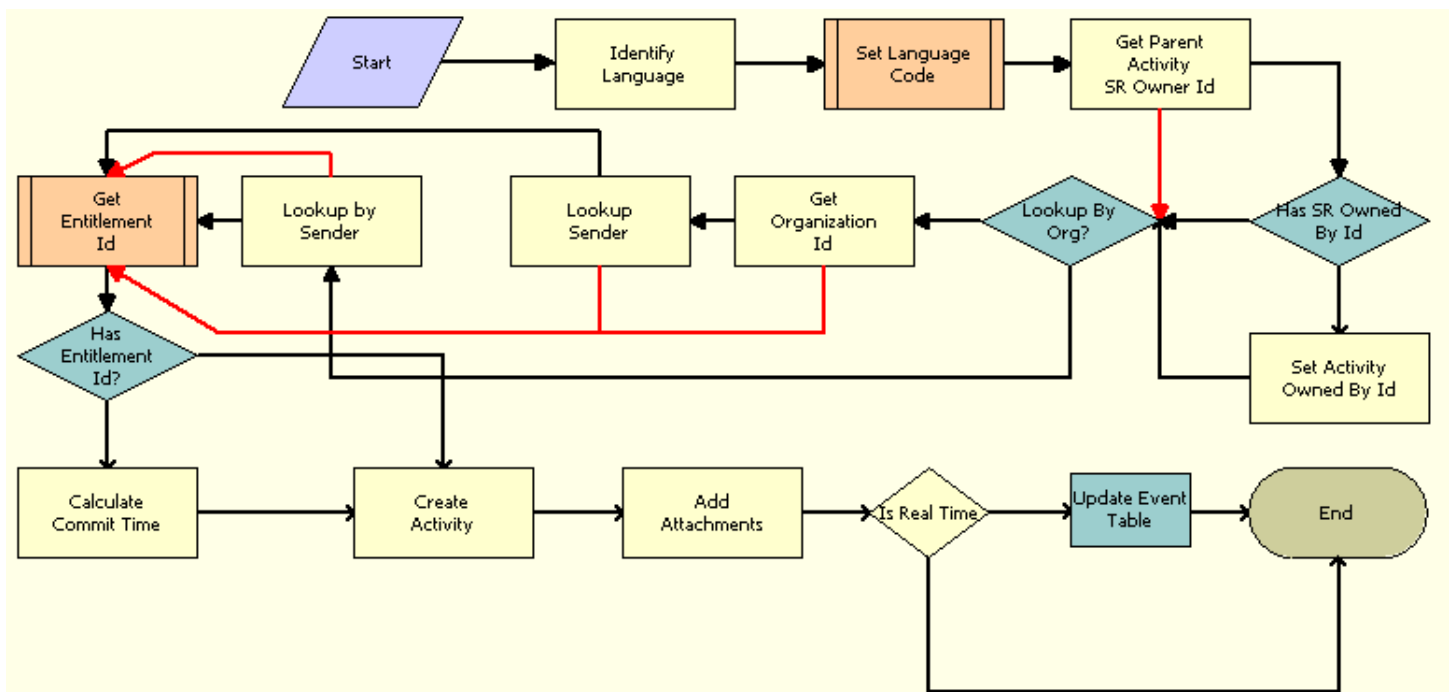 Start
Identify
Language
Set Language
Code
Get Parent
Activity
SR Owner Id
Get
Entitlement
Id
Lookup by
Sender
Lookup
Sender
Get
Organization
Id
Lookup By
Org?
Has SR Owned
By Id
Has
Entitlement
Id?
Set Activity
Owned By Id
Calculate
Commit Time
Create
Activity
Add
Attachments
Is Real Time
Update Event
Table
End